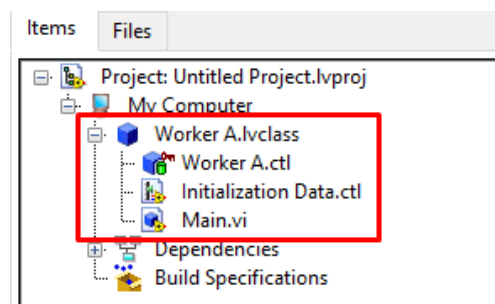 Items Files
Project: Untitled Project.lvproj
My Computer
Worker A.lvclass
Worker A.ctl
Initialization Data.ctl
Main.vi
Dependencies
Build Specifications